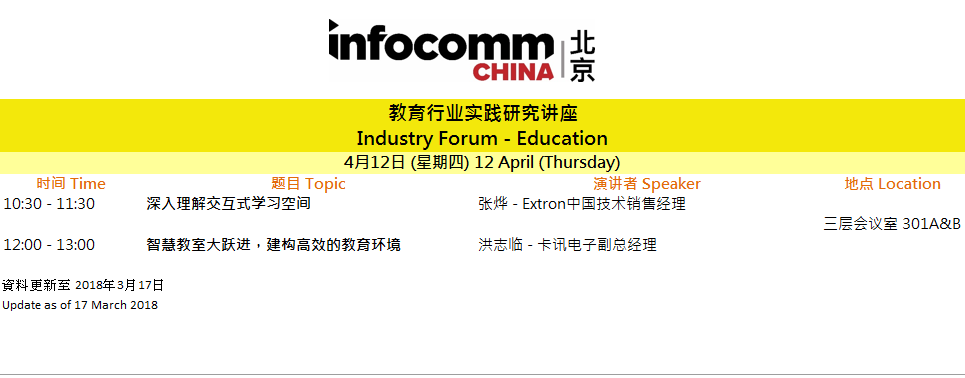 infocomm
CHINA
北京
教育行业实践研究讲座
Industry Forum - Education
4月12日 (星期四) 12 April (Thursday)
时间 Time 题目 Topic 演讲者 Speaker 地点 Location
10:30 - 11:30 深入理解交互式学习空间 张烨 - Extron中国技术销售经理
三层会议室 301A&B
12:00 - 13:00 智慧教室大跃进，建构高效的教育环境 洪志临 - 卡讯电子副总经理
資料更新至 2018年3月17日
Update as of 17 March 2018